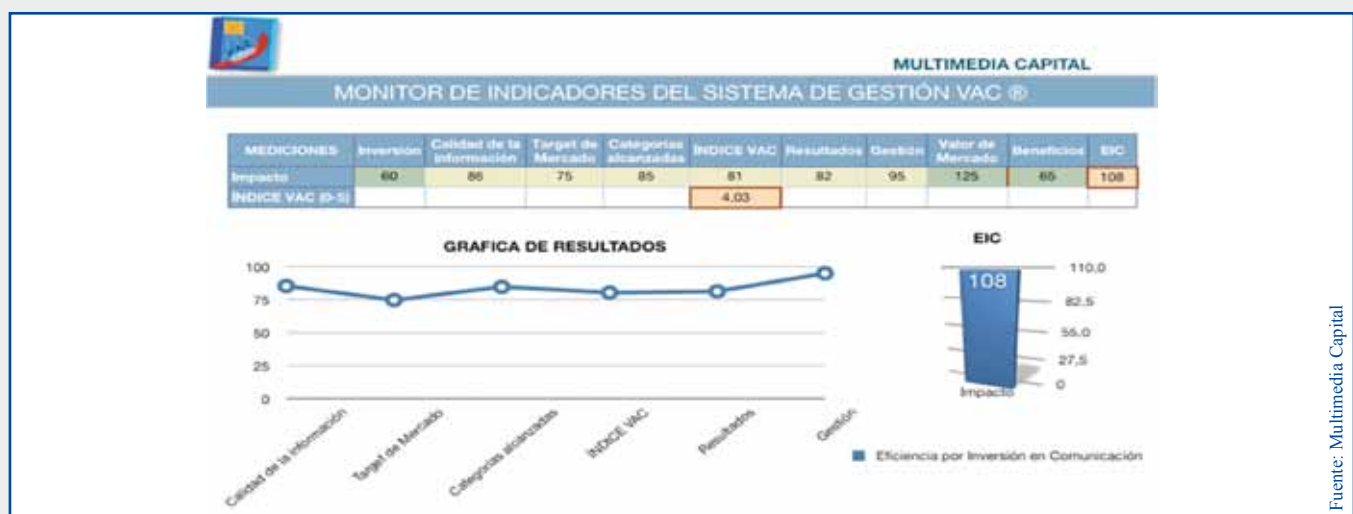 MULTIMEDIA CAPITAL
MONITOR DE INDICADORES DEL SISTEMA DE GESTIÓN VAC ®
MEDICIONES Inversión Calidad de la información Target de Mercado Categorías alcanzadas ÍNDICE VAC Resultados Gestión Valor de Mercado Beneficios EIC
Impacto 60 86 75 85 81 82 95 125 65 108
ÍNDICE VAC (0-5) 4,03
GRAFICA DE RESULTADOS
100
75
50
25
0
Calidad de la información
Target de Mercado
Categorías alcanzadas
ÍNDICE VAC
Resultados
Gestión
EIC
108
110,0
82,5
55,0
27,5
0
Impacto
Eficiencia por Inversión en Comunicación
Fuente: Multimedia Capital